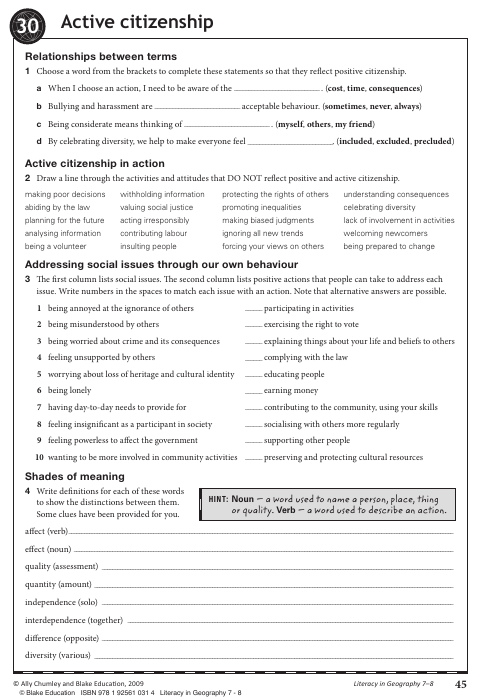 30 Active citizenship
Relationships between terms
1 Choose a word from the brackets to complete these statements so that they reflect positive citizenship.
a When I choose an action, I need to be aware of the ____________________ . (cost, time, consequences)
b Bullying and harassment are ____________________ acceptable behaviour. (sometimes, never, always)
c Being considerate means thinking of ____________________ . (myself, others, my friend)
d By celebrating diversity, we help to make everyone feel ____________________. (included, excluded, precluded)
Active citizenship in action
2 Draw a line through the activities and attitudes that DO NOT reflect positive and active citizenship.
making poor decisions withholding information protecting the rights of others understanding consequences
abiding by the law valuing social justice promoting inequalities celebrating diversity
planning for the future acting irresponsibly making biased judgments lack of involvement in activities
analysing information contributing labour ignoring all new trends welcoming newcomers
being a volunteer insulting people forcing your views on others being prepared to change
Addressing social issues through our own behaviour
3 The first column lists social issues. The second column lists positive actions that people can take to address each
issue. Write numbers in the spaces to match each issue with an action. Note that alternative answers are possible.
1 being annoyed at the ignorance of others ____ participating in activities
2 being misunderstood by others ____ exercising the right to vote
3 being worried about crime and its consequences ____ explaining things about your life and beliefs to others
4 feeling unsupported by others ____ complying with the law
5 worrying about loss of heritage and cultural identity ____ educating people
6 being lonely ____ earning money
7 having day-to-day needs to provide for ____ contributing to the community, using your skills
8 feeling insignificant as a participant in society ____ socialising with others more regularly
9 feeling powerless to affect the government ____ supporting other people
10 wanting to be more involved in community activities ____ preserving and protecting cultural resources
Shades of meaning
4 Write definitions for each of these words
to show the distinctions between them.
Some clues have been provided for you.
HINT: Noun – a word used to name a person, place, thing
or quality. Verb – a word used to describe an action.
affect (verb)
effect (noun)
quality (assessment)
quantity (amount)
independence (solo)
interdependence (together)
difference (opposite)
diversity (various)
© Ally Chumley and Blake Education, 2009 Literacy in Geography 7–8 45
© Blake Education ISBN 978 1 92561 031 4 Literacy in Geography 7 - 8